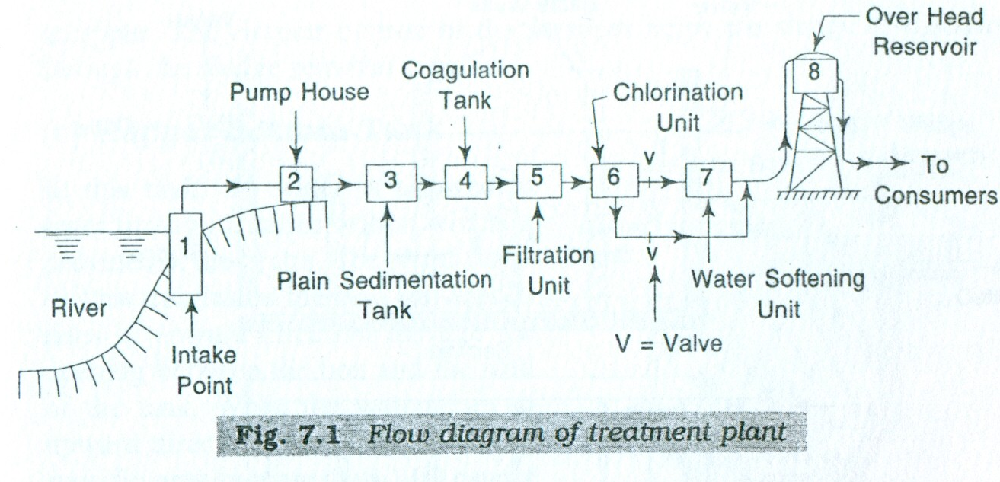 Over Head
Reservoir
8
Coagulation
Tank
Pump House
Chlorination
Unit
V
2
3
4
5
6
7
To
Consumers
1
V
Filtration
Unit
Plain Sedimentation
Tank
Water Softening
Unit
River
V = Valve
Intake
Point
Fig. 7.1 Flow diagram of treatment plant